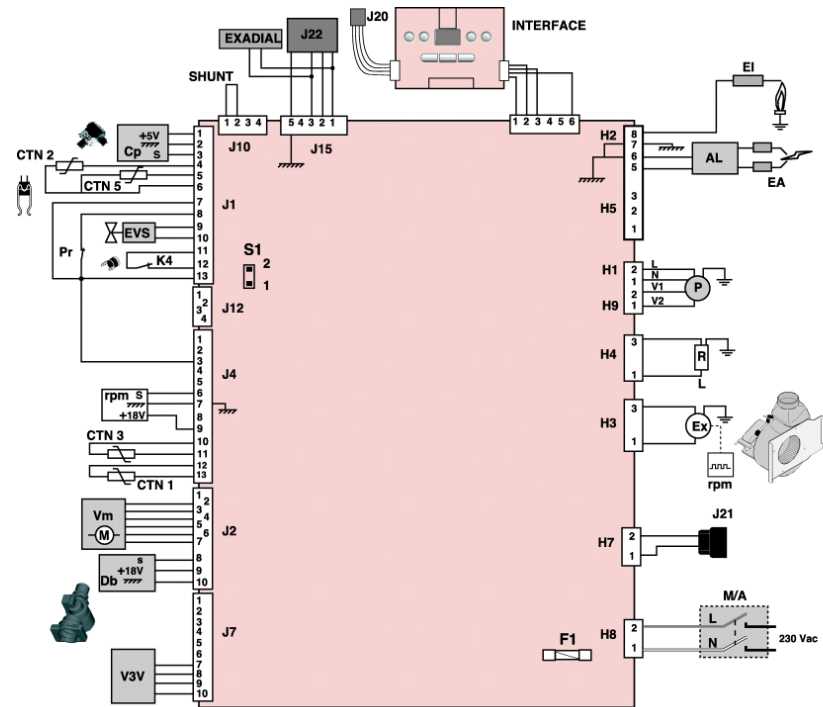 J20
INTERFACE
EXADIAL
J22
SHUNT
1 2 3 4
J10
5 4 3 2 1
J15
1 2 3 4 5 6
+5V
Cp S
CTN 2
CTN 5
1
2
3
4
5
6
7
8
9
10
11
12
13
J1
EVS
Pr
K4
S1
2
1
1
2
3
4
J12
1
2
3
4
5
6
7
8
9
10
11
12
13
J4
rpm S
+18V
CTN 3
CTN 1
1
2
3
4
5
6
7
8
9
10
J2
Vm
M
s
+18V
Db
1
2
3
4
5
6
7
8
9
10
J7
V3V
EI
H2
8
7
6
5
AL
EA
H5
3
2
1
H1
2
1
H9
2
1
L
N
V1
V2
P
H4
3
1
R
L
H3
3
1
Ex
rpm
J21
H7
2
1
M/A
H8
2
1
L
N
230 Vac
F1